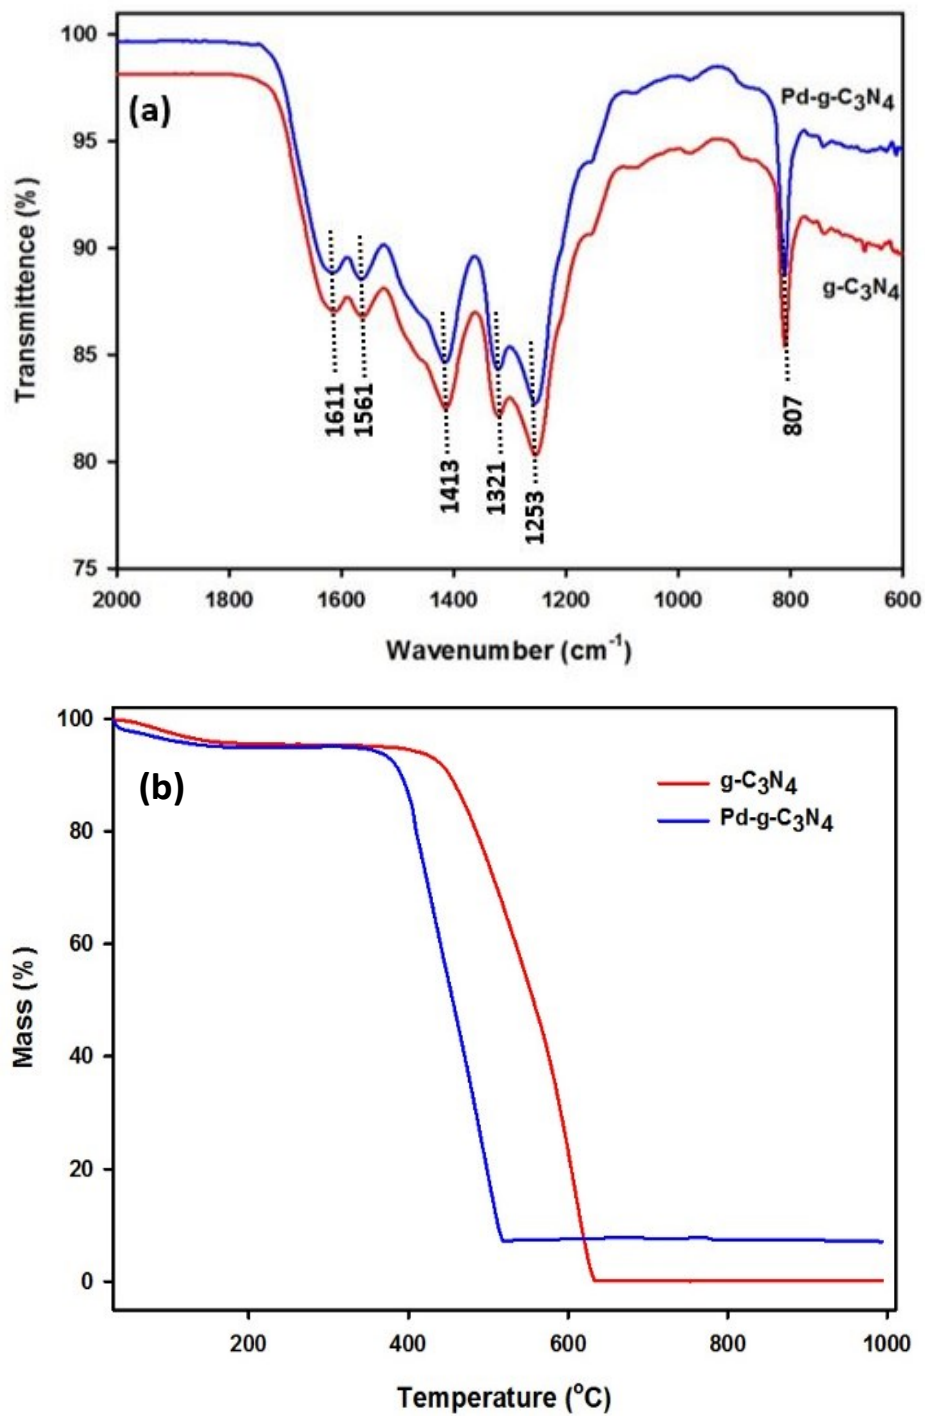 (a)
Transmittence (%)
100
95
90
85
80
75
Pd-g-C₃N₄
g-C₃N₄
1611
1561
1413
1321
1253
807
2000 1800 1600 1400 1200 1000 800 600
Wavenumber (cm⁻¹)
(b)
Mass (%)
100
80
60
40
20
0
g-C₃N₄
Pd-g-C₃N₄
200 400 600 800 1000
Temperature (°C)